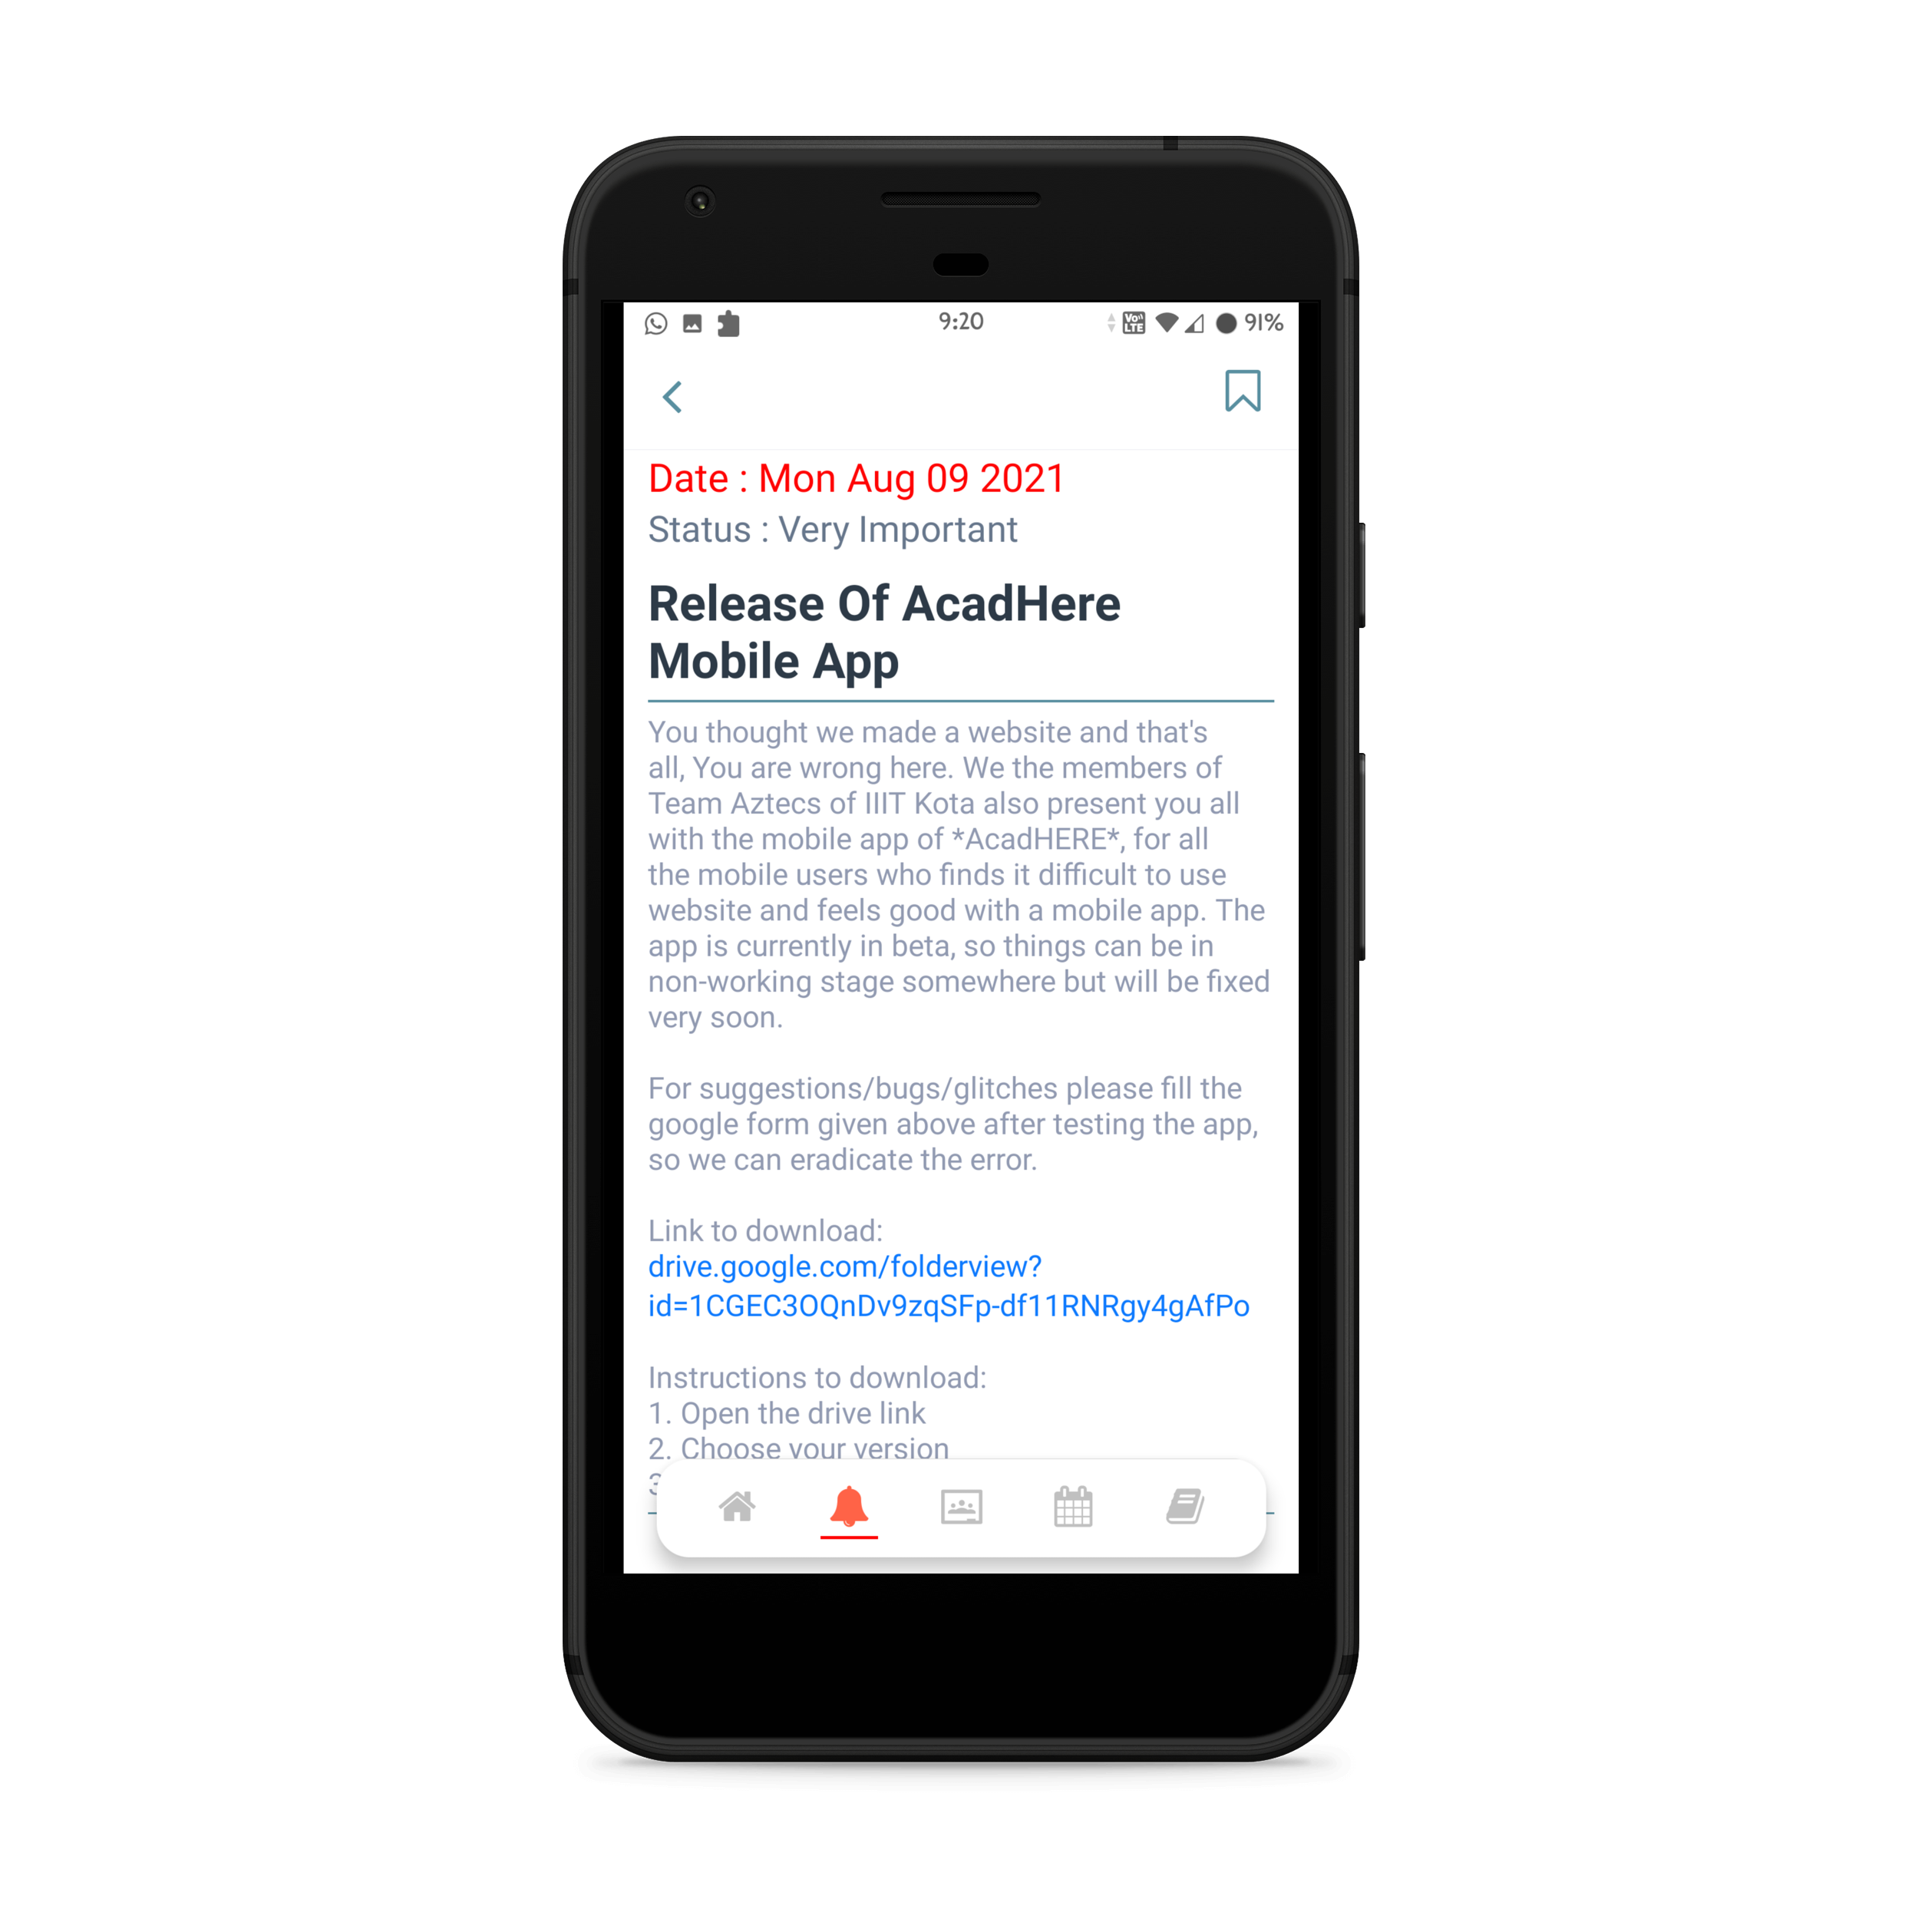 9:20
Vo LTE
91%
Date : Mon Aug 09 2021
Status : Very Important
Release Of AcadHere
Mobile App
You thought we made a website and that's
all, You are wrong here. We the members of
Team Aztecs of IIIT Kota also present you all
with the mobile app of *AcadHERE*, for all
the mobile users who finds it difficult to use
website and feels good with a mobile app. The
app is currently in beta, so things can be in
non-working stage somewhere but will be fixed
very soon.
For suggestions/bugs/glitches please fill the
google form given above after testing the app,
so we can eradicate the error.
Link to download:
drive.google.com/folderview?
id=1CGEC3OQnDv9zqSFp-df11RNRgy4gAfPo
Instructions to download:
1. Open the drive link
2. Choose your version
3